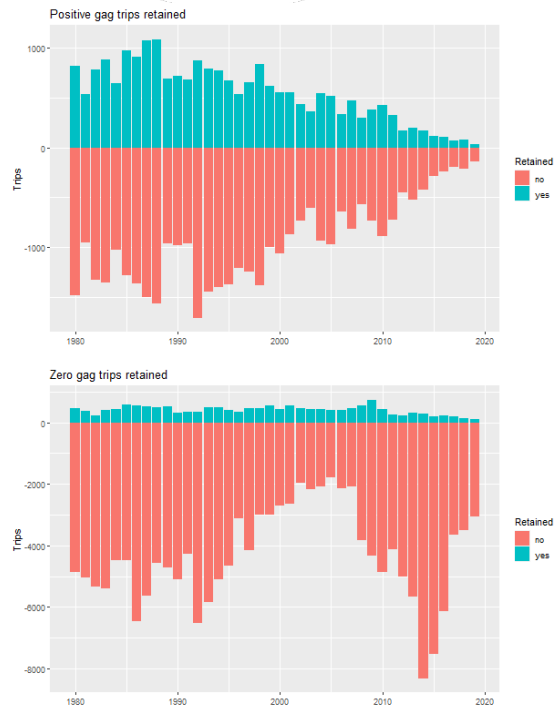 Positive gag trips retained
1000
0
-1000
Trips
1980
1990
2000
2010
2020
Retained
no
yes
Zero gag trips retained
0
-2000
-4000
-6000
-8000
Trips
1980
1990
2000
2010
2020
Retained
no
yes